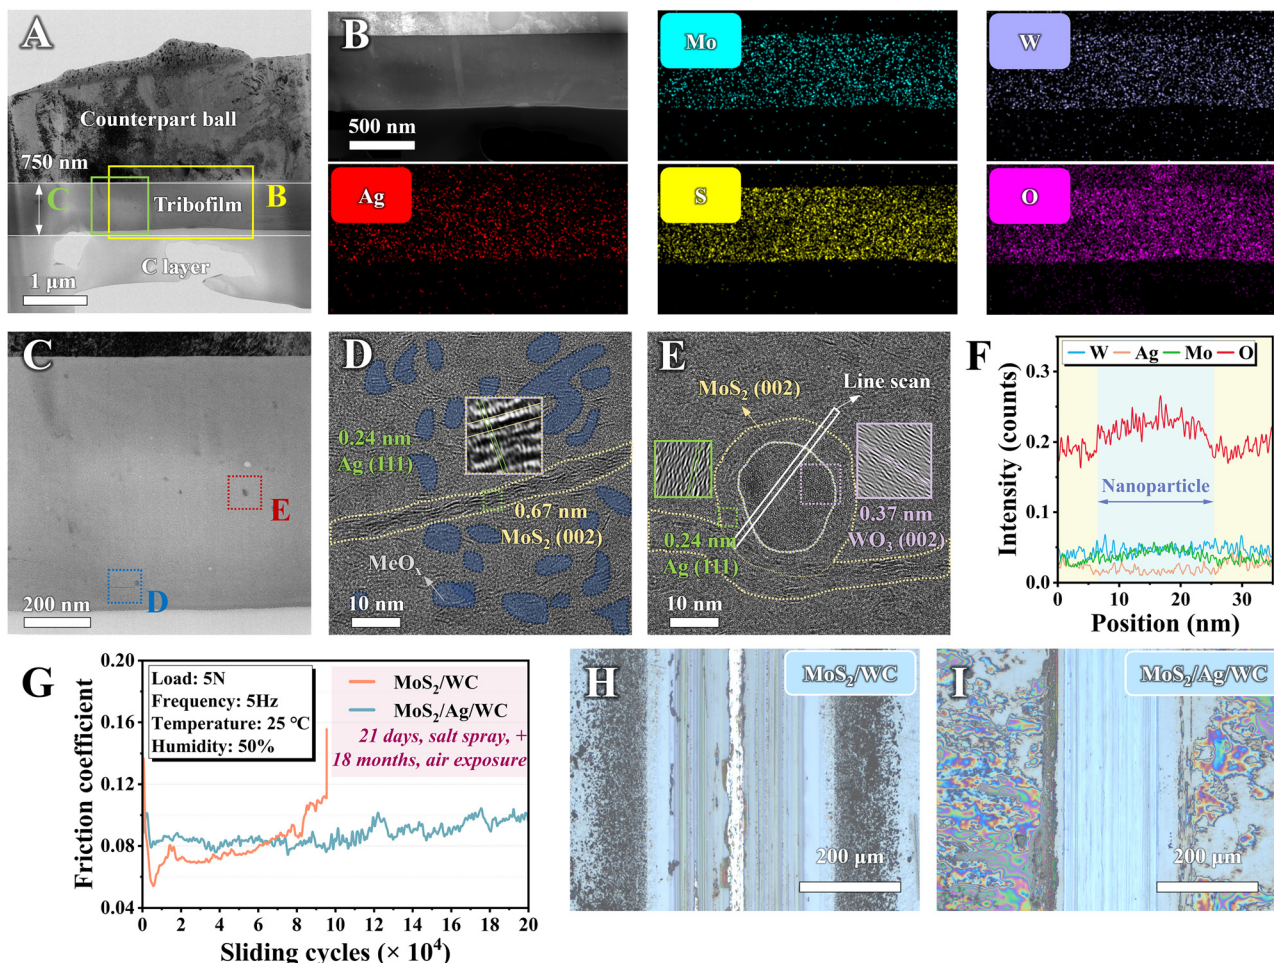 A
Counterpart ball
750 nm
C
Tribofilm
B
C layer
1 μm
B
500 nm
Mo
W
Ag
S
O
C
E
D
200 nm
D
0.24 nm
Ag (111)
0.67 nm
MoS₂ (002)
MeOₓ
10 nm
E
Line scan
MoS₂ (002)
0.37 nm
WO₃ (002)
0.24 nm
Ag (111)
10 nm
F
W Ag Mo O
0.3
0.2
0.1
0.0
Intensity (counts)
Nanoparticle
0 10 20 30
Position (nm)
G
0.20
0.16
0.12
0.08
0.04
Friction coefficient
Load: 5N
Frequency: 5Hz
Temperature: 25 °C
Humidity: 50%
MoS₂/WC
MoS₂/Ag/WC
21 days, salt spray, +
18 months, air exposure
0 2 4 6 8 10 12 14 16 18 20
Sliding cycles (× 10⁴)
H
MoS₂/WC
200 μm
I
MoS₂/Ag/WC
200 μm